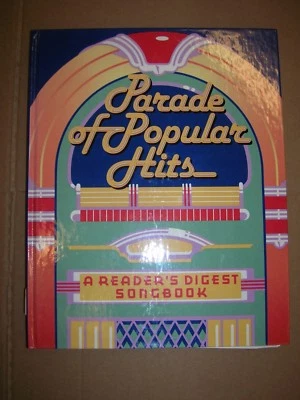 Parade
of Popular
Hits
A READER'S DIGEST
SONGBOOK